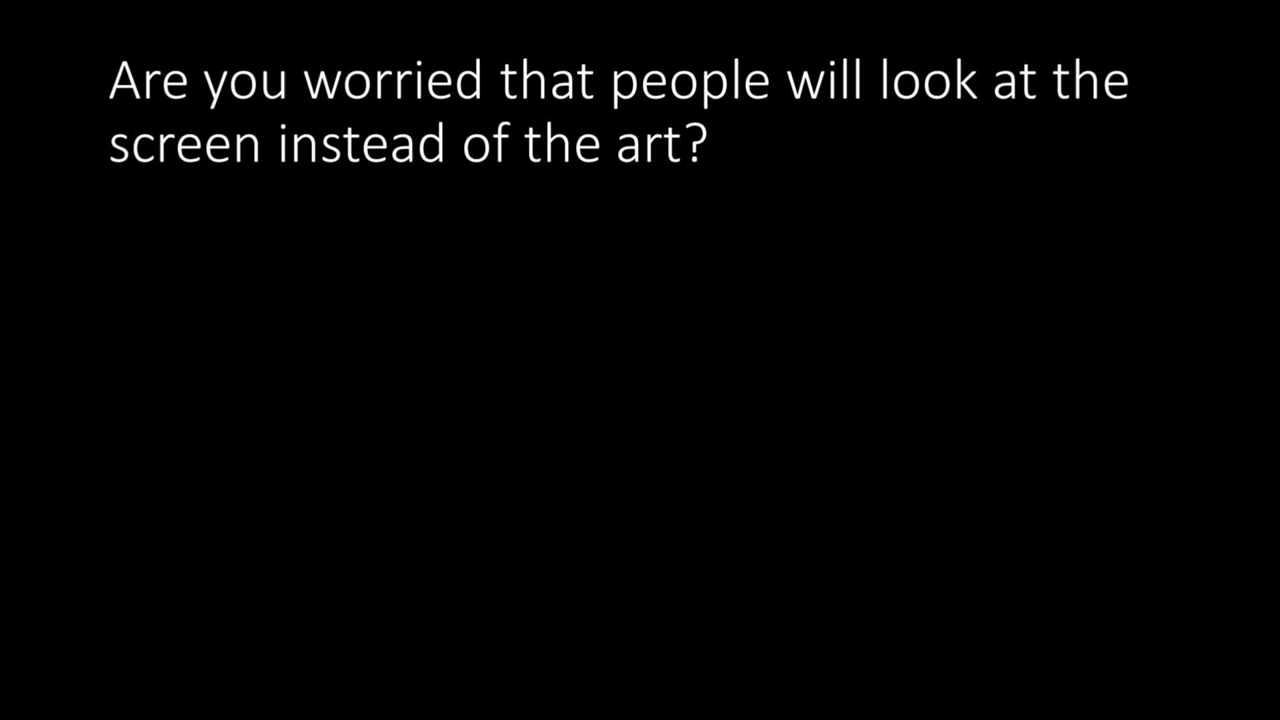 Are you worried that people will look at the
screen instead of the art?